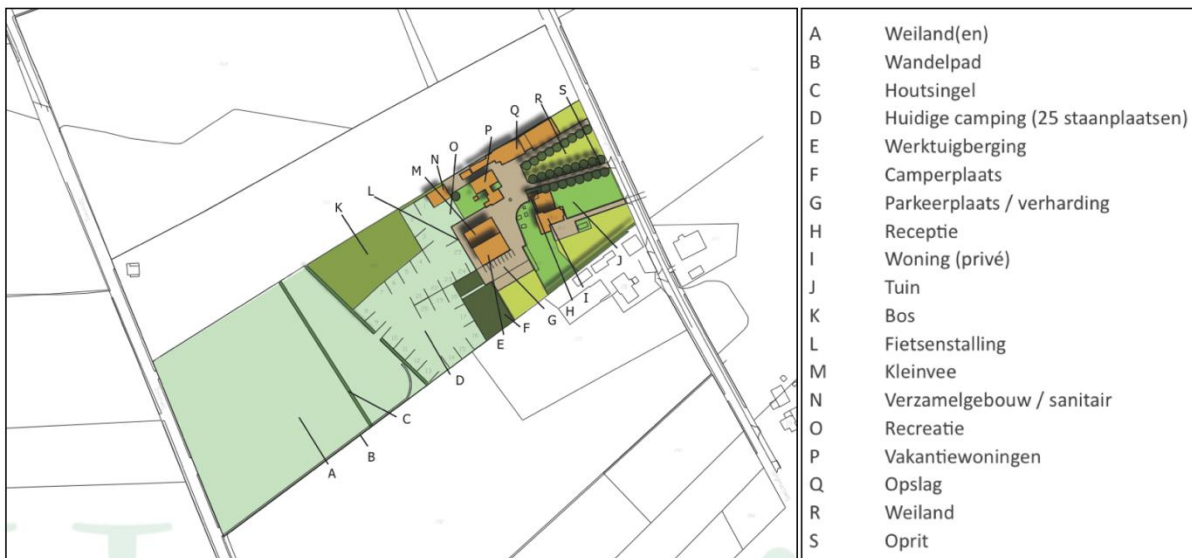 S
R
Q
P
O
N
M
L
K
J
I
H
G
F
E
D
C
B
A
A Weiland(en)
B Wandelpad
C Houtsingel
D Huidige camping (25 staanplaatsen)
E Werktuigberging
F Camperplaats
G Parkeerplaats / verharding
H Receptie
I Woning (privé)
J Tuin
K Bos
L Fietsenstalling
M Kleinvee
N Verzamelgebouw / sanitair
O Recreatie
P Vakantiewoningen
Q Opslag
R Weiland
S Oprit